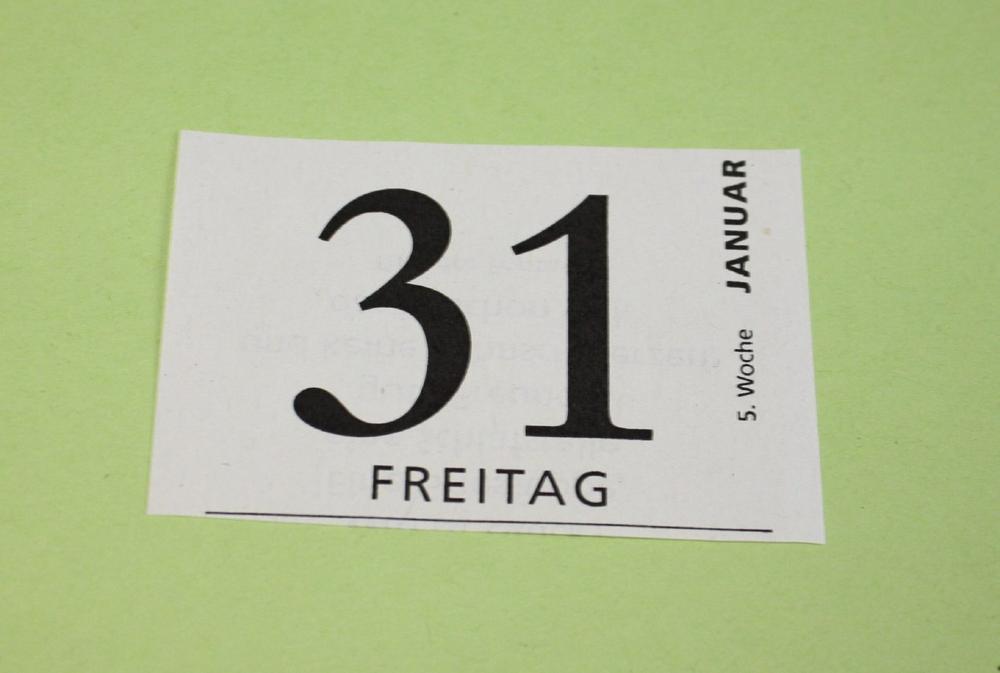 31
FREITAG
5. Woche JANUAR